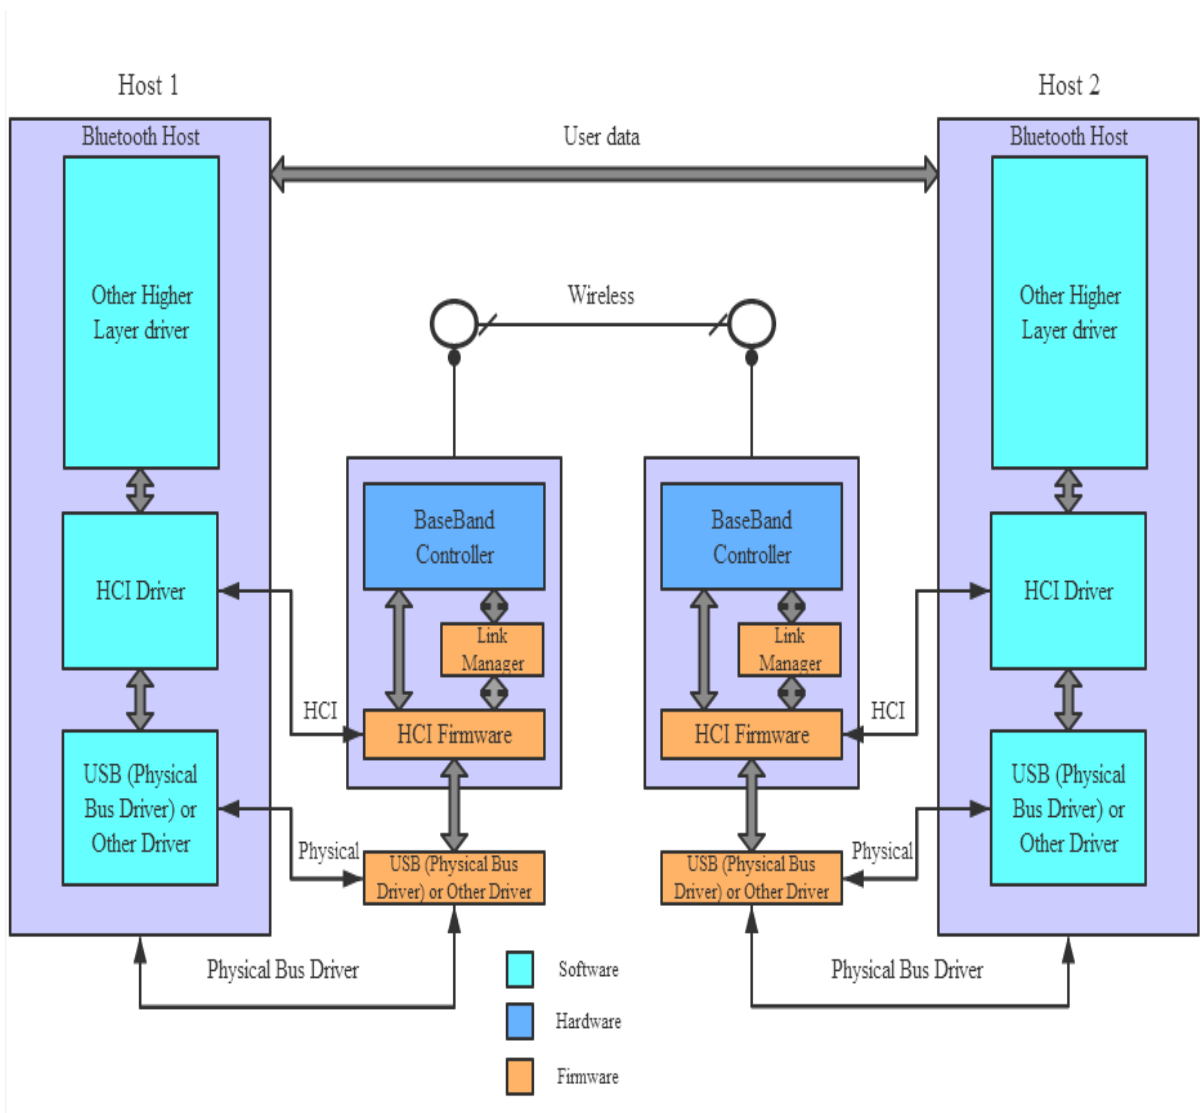 Host 1
Host 2
Bluetooth Host
User data
Bluetooth Host
Other Higher
Layer driver
Wireless
Other Higher
Layer driver
BaseBand
Controller
BaseBand
Controller
HCI Driver
Link
Manager
Link
Manager
HCI Driver
HCI
HCI Firmware
HCI Firmware
HCI
USB (Physical
Bus Driver) or
Other Driver
Physical
USB (Physical Bus
Driver) or Other Driver
USB (Physical Bus
Driver) or Other Driver
Physical
USB (Physical
Bus Driver) or
Other Driver
Physical Bus Driver
Physical Bus Driver
Software
Hardware
Firmware